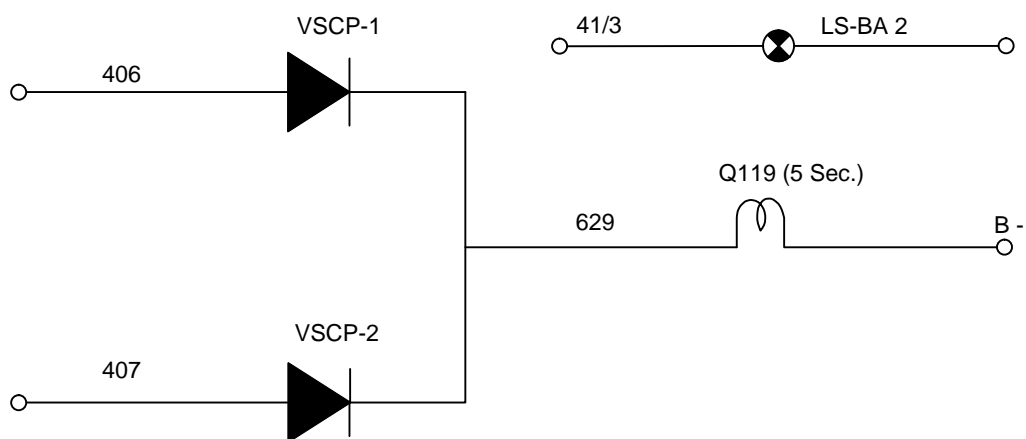 VSCP-1
41/3
LS-BA 2
406
Q119 (5 Sec.)
629
B -
VSCP-2
407